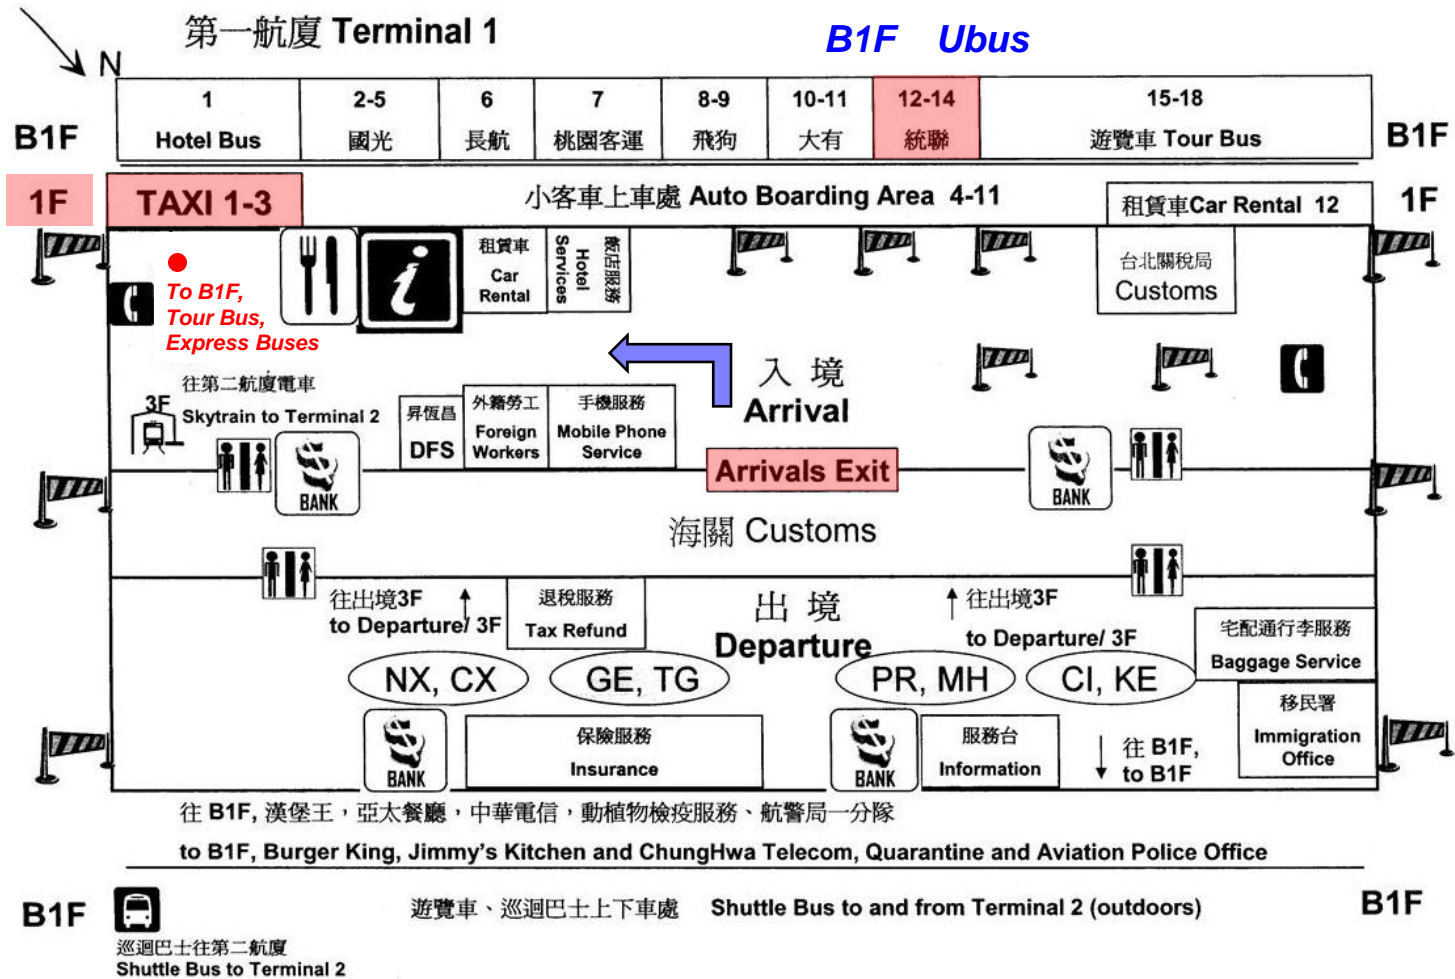 第一航廈 Terminal 1
B1F Ubus
N
B1F
1
Hotel Bus
2-5
國光
6
長航
7
桃園客運
8-9
飛狗
10-11
大有
12-14
統聯
15-18
遊覽車 Tour Bus
B1F
1F
TAXI 1-3
小客車上車處 Auto Boarding Area 4-11
租賃車Car Rental 12
1F
To B1F,
Tour Bus,
Express Buses
租賃車
Car
Rental
飯店服務
Hotel
Services
台北關稅局
Customs
入境
Arrival
往第二航廈電車
3F
Skytrain to Terminal 2
BANK
昇恆昌
DFS
外籍勞工
Foreign
Workers
手機服務
Mobile Phone
Service
Arrivals Exit
BANK
海關 Customs
往出境3F
to Departure/ 3F
退稅服務
Tax Refund
出境
Departure
往出境3F
to Departure/ 3F
宅配通行李服務
Baggage Service
NX, CX
GE, TG
PR, MH
CI, KE
移民署
Immigration
Office
BANK
保險服務
Insurance
BANK
服務台
Information
往 B1F,
to B1F
往 B1F, 漢堡王，亞太餐廳，中華電信，動植物檢疫服務、航警局一分隊
to B1F, Burger King, Jimmy's Kitchen and ChungHwa Telecom, Quarantine and Aviation Police Office
B1F
遊覽車、巡迴巴士上下車處 Shuttle Bus to and from Terminal 2 (outdoors)
B1F
巡迴巴士往第二航廈
Shuttle Bus to Terminal 2